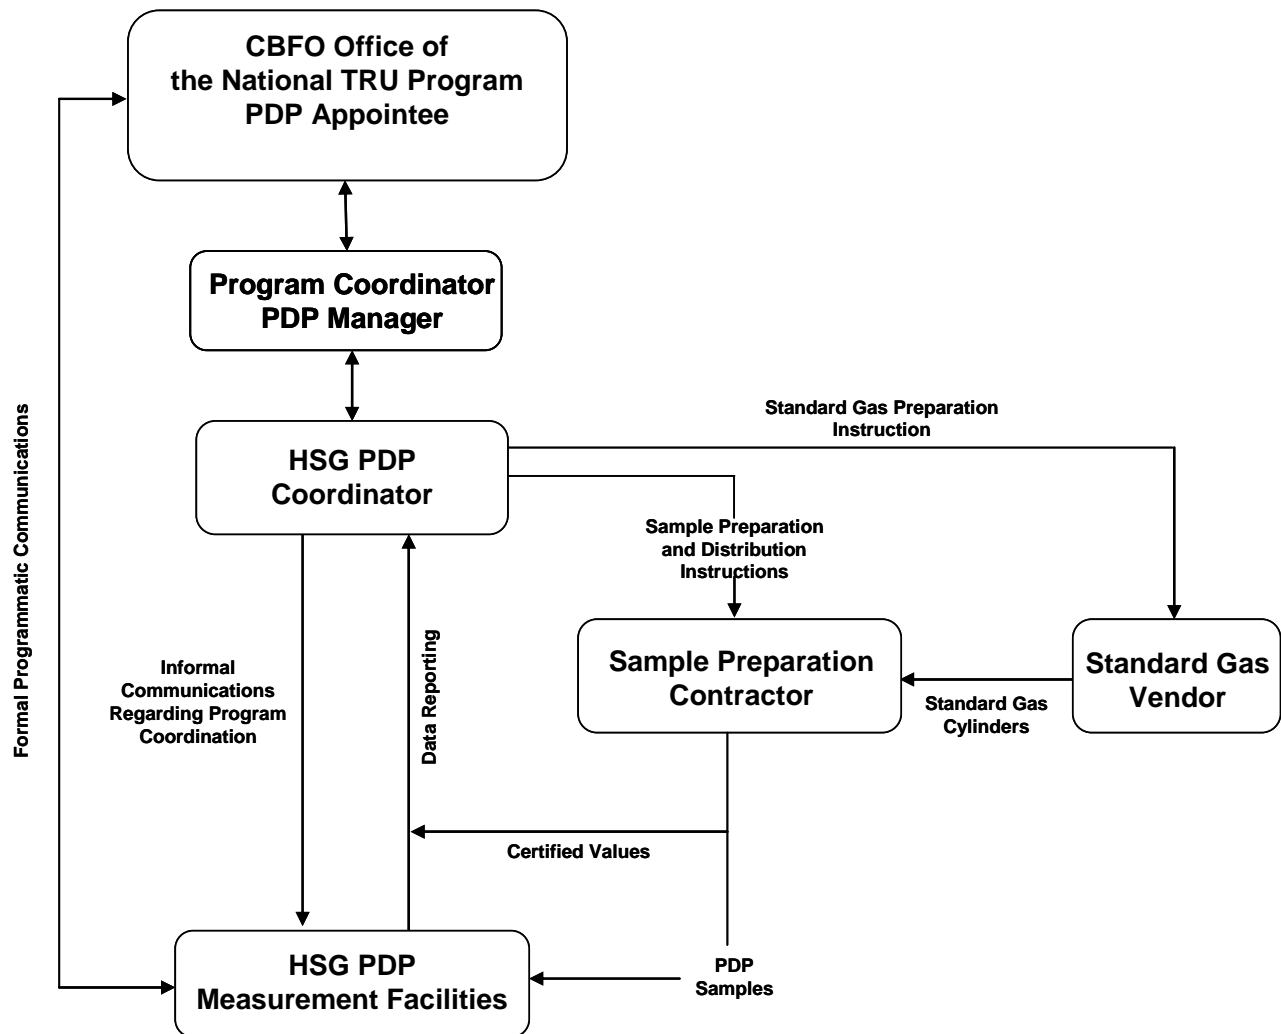 CBFO Office of
the National TRU Program
PDP Appointee
Program Coordinator
PDP Manager
Formal Programmatic Communications
HSG PDP
Coordinator
Standard Gas Preparation
Instruction
Sample Preparation
and Distribution
Instructions
Informal
Communications
Regarding Program
Coordination
Data Reporting
Sample Preparation
Contractor
Standard Gas
Cylinders
Standard Gas
Vendor
Certified Values
HSG PDP
Measurement Facilities
PDP
Samples